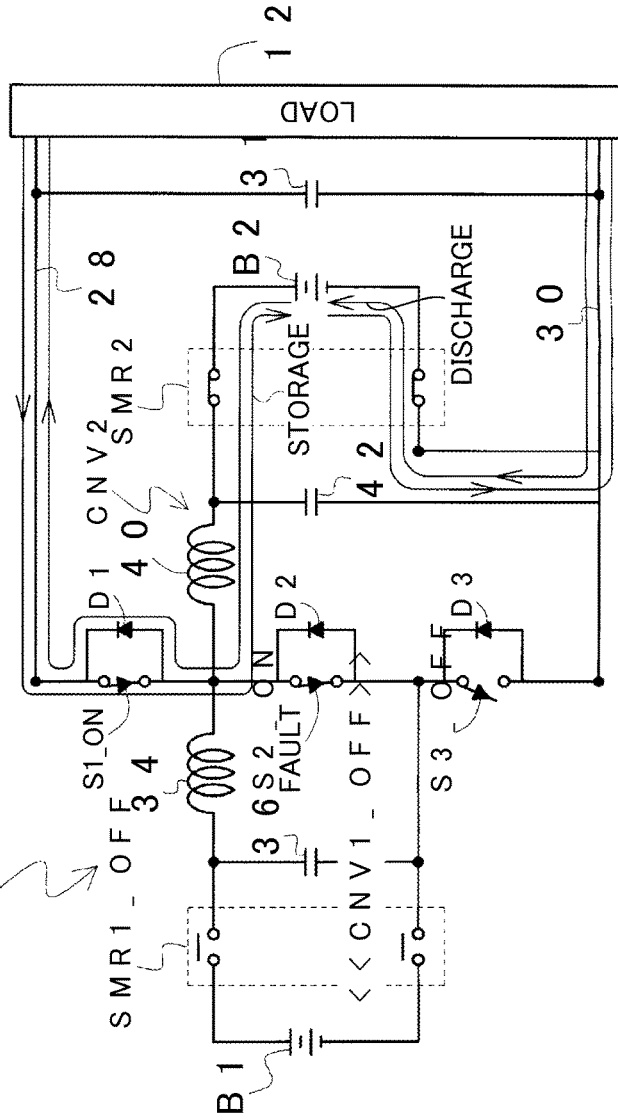 S1_ON
D1
CNV2
28
SMR1_OFF
SMR2
34
40
B1
B2
3
12
36
S2
ON
FAULT
D2
STORAGE
LOAD
<<CNV1_OFF>>
42
OFF
S3
D3
DISCHARGE
30